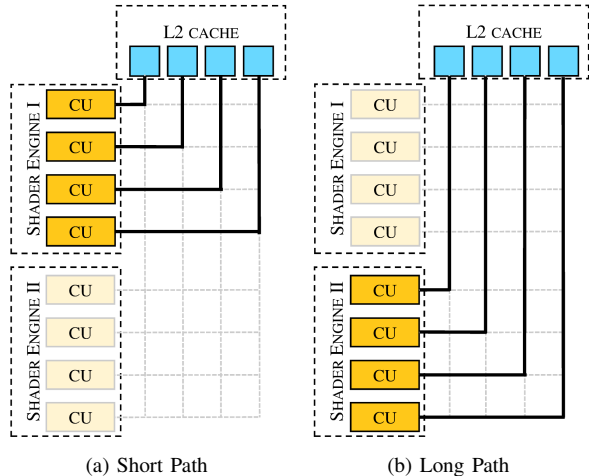 L2 CACHE
SHADER ENGINE I
CU
CU
CU
CU
SHADER ENGINE II
CU
CU
CU
CU
(a) Short Path
L2 CACHE
SHADER ENGINE I
CU
CU
CU
CU
SHADER ENGINE II
CU
CU
CU
CU
(b) Long Path